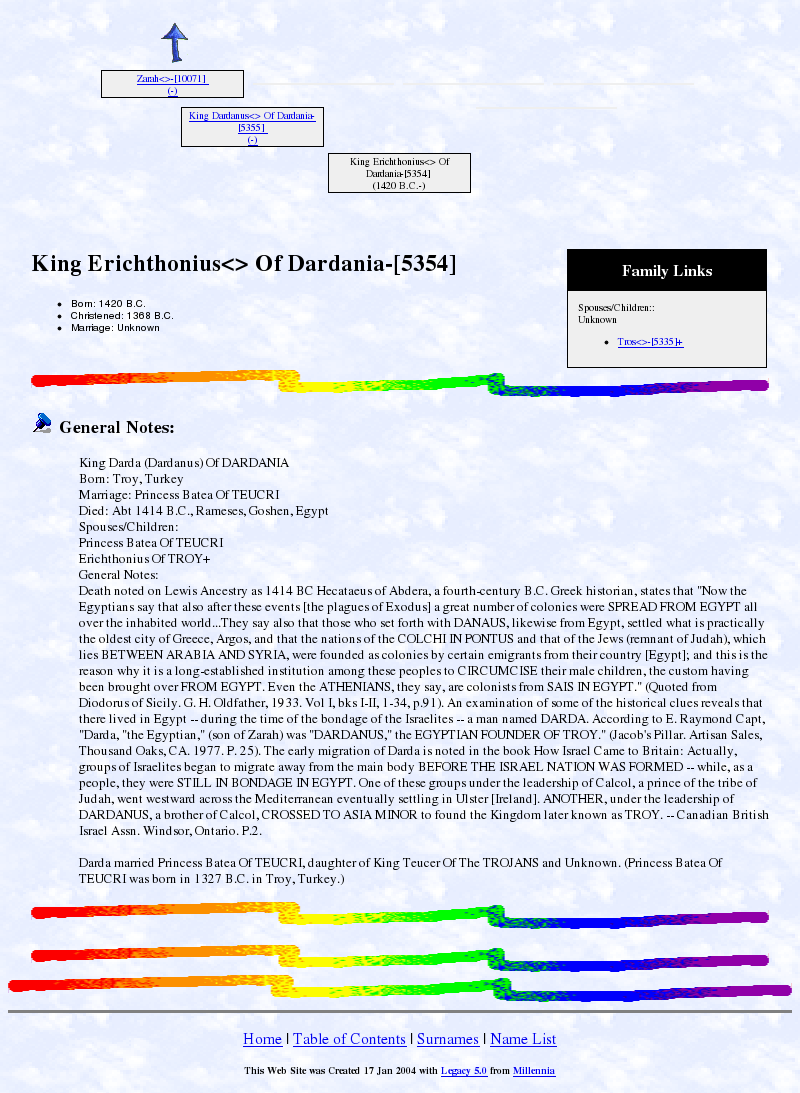 Zarah<>-[10071]
(-)
King Dardanus<> Of Dardania-
[5355]
(-)
King Erichthonius<> Of
Dardania-[5354]
(1420 B.C.-)
King Erichthonius<> Of Dardania-[5354]
Born: 1420 B.C.
Christened: 1368 B.C.
Marriage: Unknown
Family Links
Spouses/Children::
Unknown
Tros<>-[5335]+
General Notes:
King Darda (Dardanus) Of DARDANIA
Born: Troy, Turkey
Marriage: Princess Batea Of TEUCRI
Died: Abt 1414 B.C., Rameses, Goshen, Egypt
Spouses/Children:
Princess Batea Of TEUCRI
Erichthonius Of TROY+
General Notes:
Death noted on Lewis Ancestry as 1414 BC Hecataeus of Abdera, a fourth-century B.C. Greek historian, states that "Now the
Egyptians say that also after these events [the plagues of Exodus] a great number of colonies were SPREAD FROM EGYPT all
over the inhabited world...They say also that those who set forth with DANAUS, likewise from Egypt, settled what is practically
the oldest city of Greece, Argos, and that the nations of the COLCHI IN PONTUS and that of the Jews (remnant of Judah), which
lies BETWEEN ARABIA AND SYRIA, were founded as colonies by certain emigrants from their country [Egypt]; and this is the
reason why it is a long-established institution among these peoples to CIRCUMCISE their male children, the custom having
been brought over FROM EGYPT. Even the ATHENIANS, they say, are colonists from SAIS IN EGYPT." (Quoted from
Diodorus of Sicily. G. H. Oldfather, 1933. Vol I, bks I-II, 1-34, p.91). An examination of some of the historical clues reveals that
there lived in Egypt -- during the time of the bondage of the Israelites -- a man named DARDA. According to E. Raymond Capt,
"Darda, "the Egyptian," (son of Zarah) was "DARDANUS," the EGYPTIAN FOUNDER OF TROY." (Jacob's Pillar. Artisan Sales,
Thousand Oaks, CA. 1977. P. 25). The early migration of Darda is noted in the book How Israel Came to Britain: Actually,
groups of Israelites began to migrate away from the main body BEFORE THE ISRAEL NATION WAS FORMED -- while, as a
people, they were STILL IN BONDAGE IN EGYPT. One of these groups under the leadership of Calcol, a prince of the tribe of
Judah, went westward across the Mediterranean eventually settling in Ulster [Ireland]. ANOTHER, under the leadership of
DARDANUS, a brother of Calcol, CROSSED TO ASIA MINOR to found the Kingdom later known as TROY. -- Canadian British
Israel Assn. Windsor, Ontario. P.2.
Darda married Princess Batea Of TEUCRI, daughter of King Teucer Of The TROJANS and Unknown. (Princess Batea Of
TEUCRI was born in 1327 B.C. in Troy, Turkey.)
Home | Table of Contents | Surnames | Name List
This Web Site was Created 17 Jan 2004 with Legacy 5.0 from Millennia